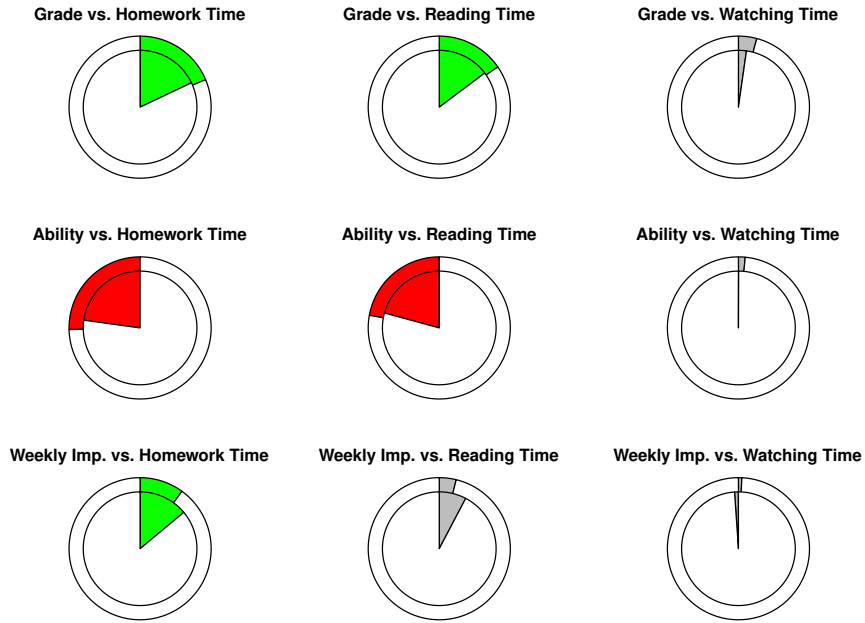 Grade vs. Homework Time
Grade vs. Reading Time
Grade vs. Watching Time
Ability vs. Homework Time
Ability vs. Reading Time
Ability vs. Watching Time
Weekly Imp. vs. Homework Time
Weekly Imp. vs. Reading Time
Weekly Imp. vs. Watching Time